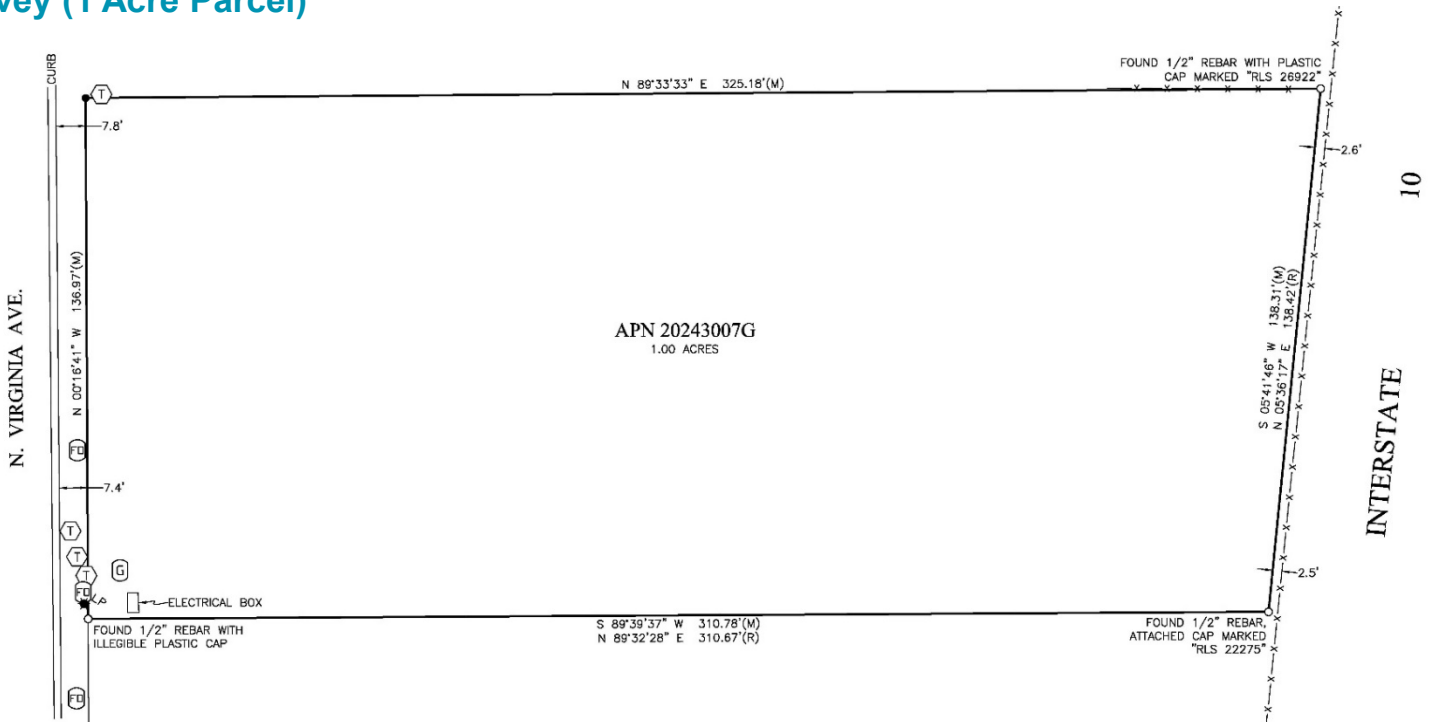 vey (1 Acre Parcel)
CURB
N 89°33'33" E 325.18'(M)
FOUND 1/2" REBAR WITH PLASTIC
CAP MARKED "RLS 26922"
T
7.8'
2.6'
10
N. VIRGINIA AVE.
N 00°16'41" W 136.97'(M)
APN 20243007G
1.00 ACRES
S 05°41'46" W 138.31'(M)
N 05°36'17" E 138.42'(R)
INTERSTATE
FO
7.4'
T
T
T
G
FO
LP
ELECTRICAL BOX
2.5'
FOUND 1/2" REBAR WITH
ILLEGIBLE PLASTIC CAP
S 89°39'37" W 310.78'(M)
N 89°32'28" E 310.67'(R)
FOUND 1/2" REBAR,
ATTACHED CAP MARKED
"RLS 22275"
FO